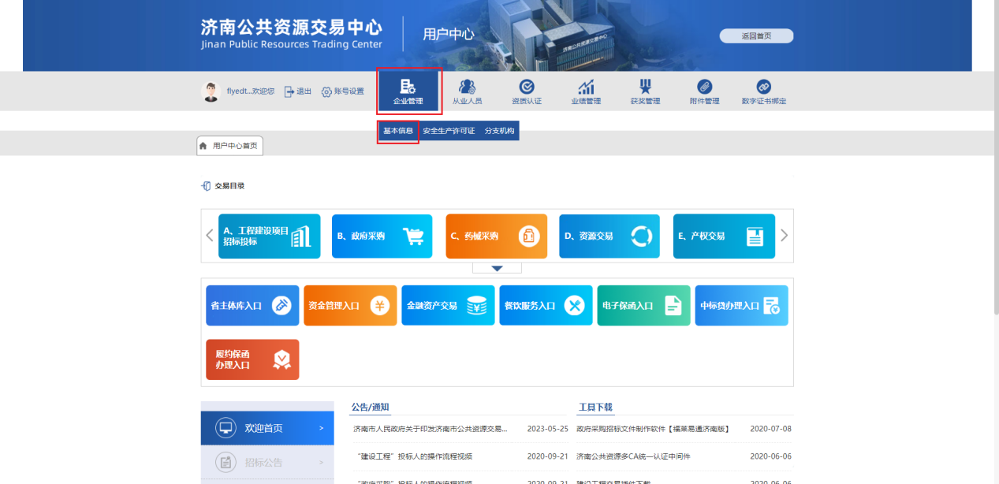 济南公共资源交易中心
Jinan Public Resources Trading Center
用户中心
济南公共资源交易中心
返回首页
flyedt...欢迎您
退出
账号设置
企业管理
从业人员
资质认证
业绩管理
获奖管理
附件管理
数字证书绑定
基本信息
安全生产许可证
分支机构
用户中心首页
交易目录
A、工程建设项目
招标投标
B、政府采购
C、药械采购
D、资源交易
E、产权交易
省主体库入口
资金管理入口
金融资产交易
餐饮服务入口
电子保函入口
中标贷办理入口
履约保函
办理入口
欢迎首页 >
招标公告 >
公告/通知
济南市人民政府关于印发济南市公共资源交易... 2023-05-25
“建设工程”投标人的操作流程视频 2020-09-21
“政府采购”投标人的操作流程视频 2020-09-21
工具下载
政府采购招标文件制作软件【福莱易通济南版】 2020-07-08
济南公共资源多CA统一认证中间件 2020-06-06
建设工程交易插件下载 2020-06-06